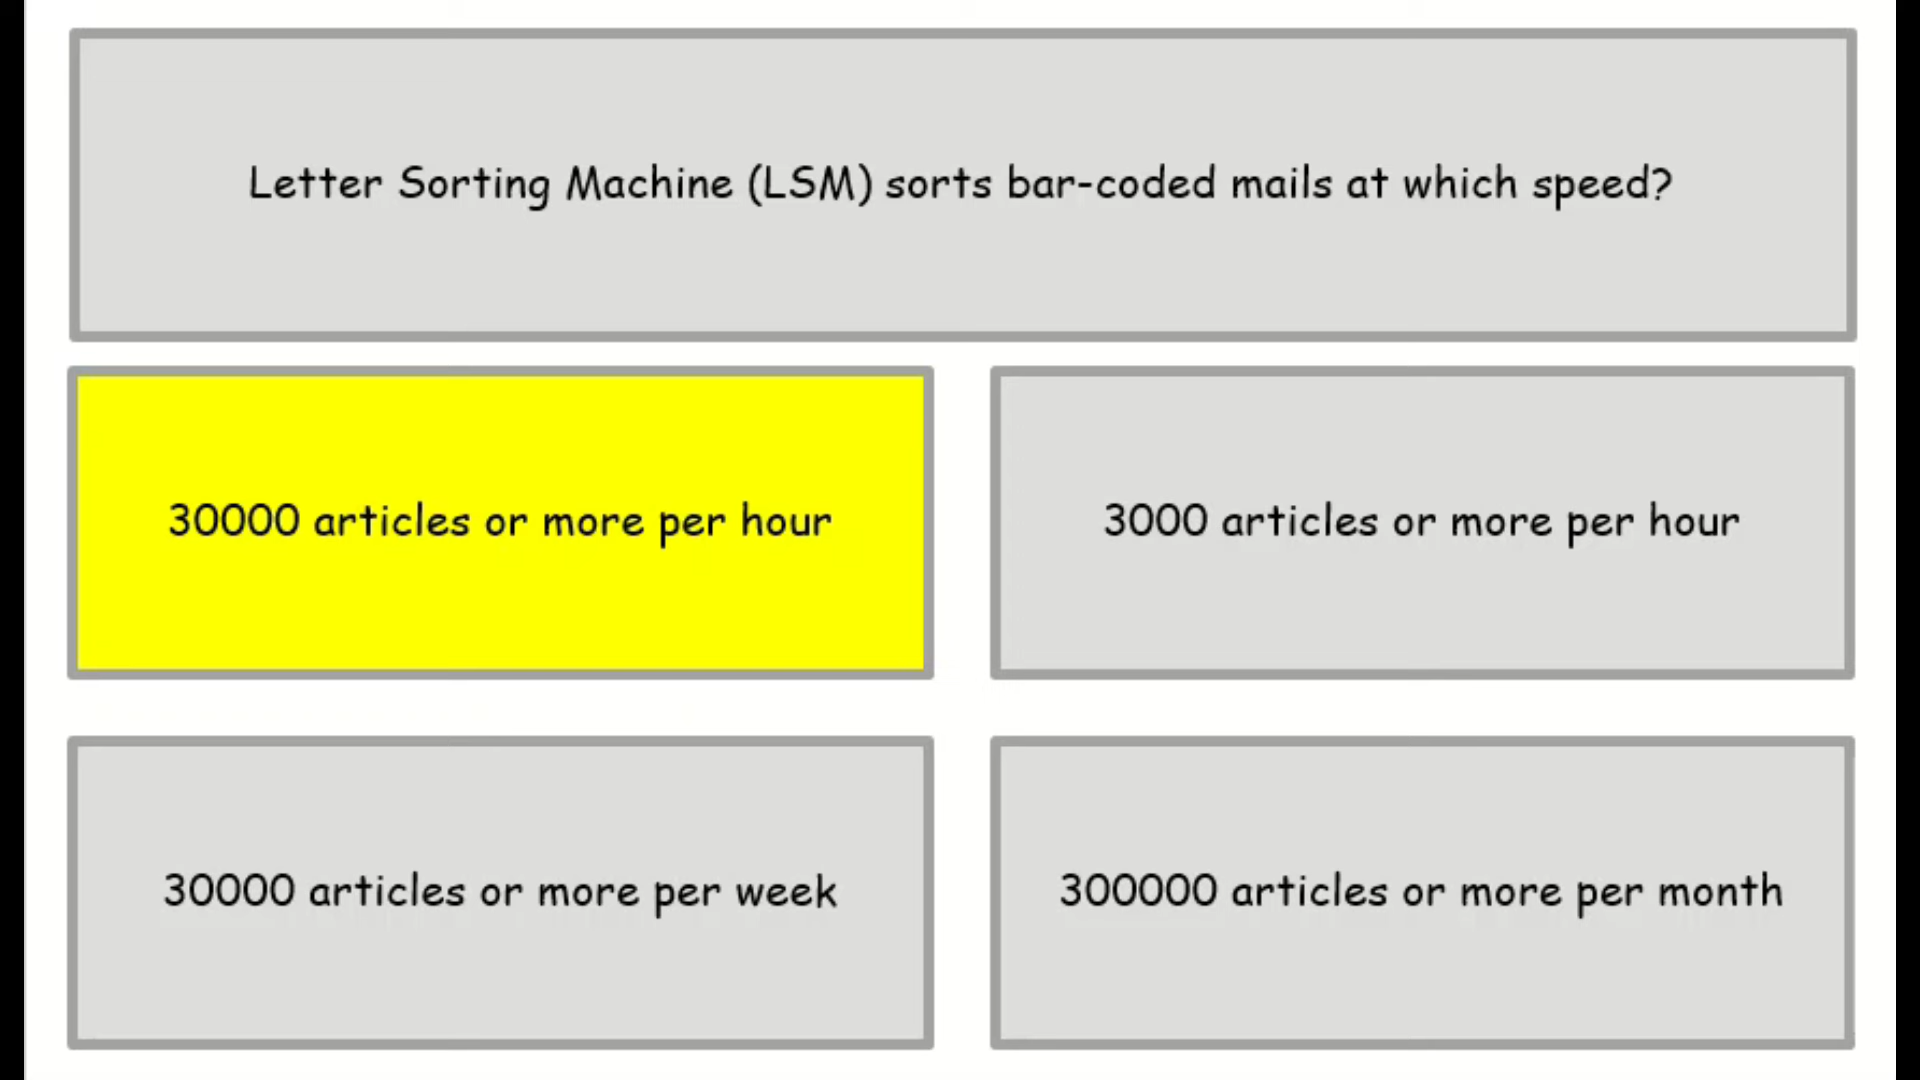 Letter Sorting Machine (LSM) sorts bar-coded mails at which speed?
30000 articles or more per hour
3000 articles or more per hour
30000 articles or more per week
300000 articles or more per month